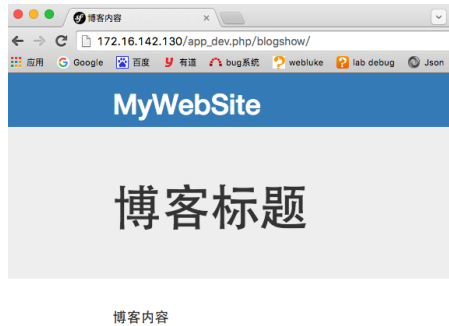 博客内容
172.16.142.130/app_dev.php/blogshow/
应用 Google 百度 有道 bug系统 webluke lab debug Json
MyWebSite
博客标题
博客内容